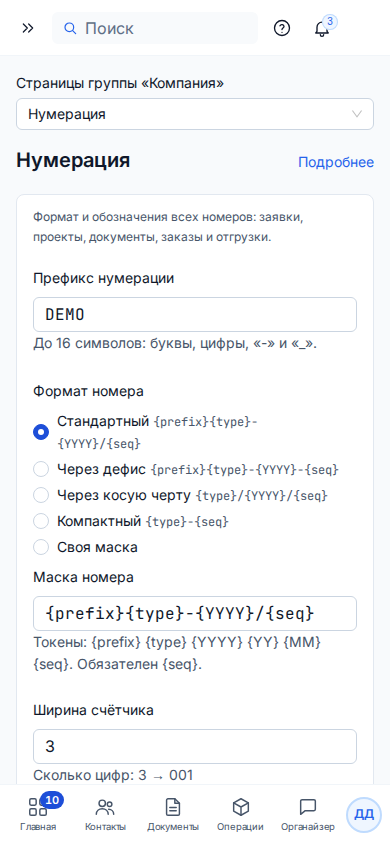 Поиск
3
Страницы группы «Компания»
Нумерация
Нумерация
Подробнее
Формат и обозначения всех номеров: заявки,
проекты, документы, заказы и отгрузки.
Префикс нумерации
DEMO
До 16 символов: буквы, цифры, «-» и «_».
Формат номера
Стандартный {prefix}{type}-
{YYYY}/{seq}
Через дефис {prefix}{type}-{YYYY}-{seq}
Через косую черту {type}/{YYYY}/{seq}
Компактный {type}-{seq}
Своя маска
Маска номера
{prefix}{type}-{YYYY}/{seq}
Токены: {prefix} {type} {YYYY} {YY} {MM}
{seq}. Обязателен {seq}.
Ширина счётчика
3
Сколько цифр: 3 → 001
10
Главная
Контакты
Документы
Операции
Органайзер
ДД